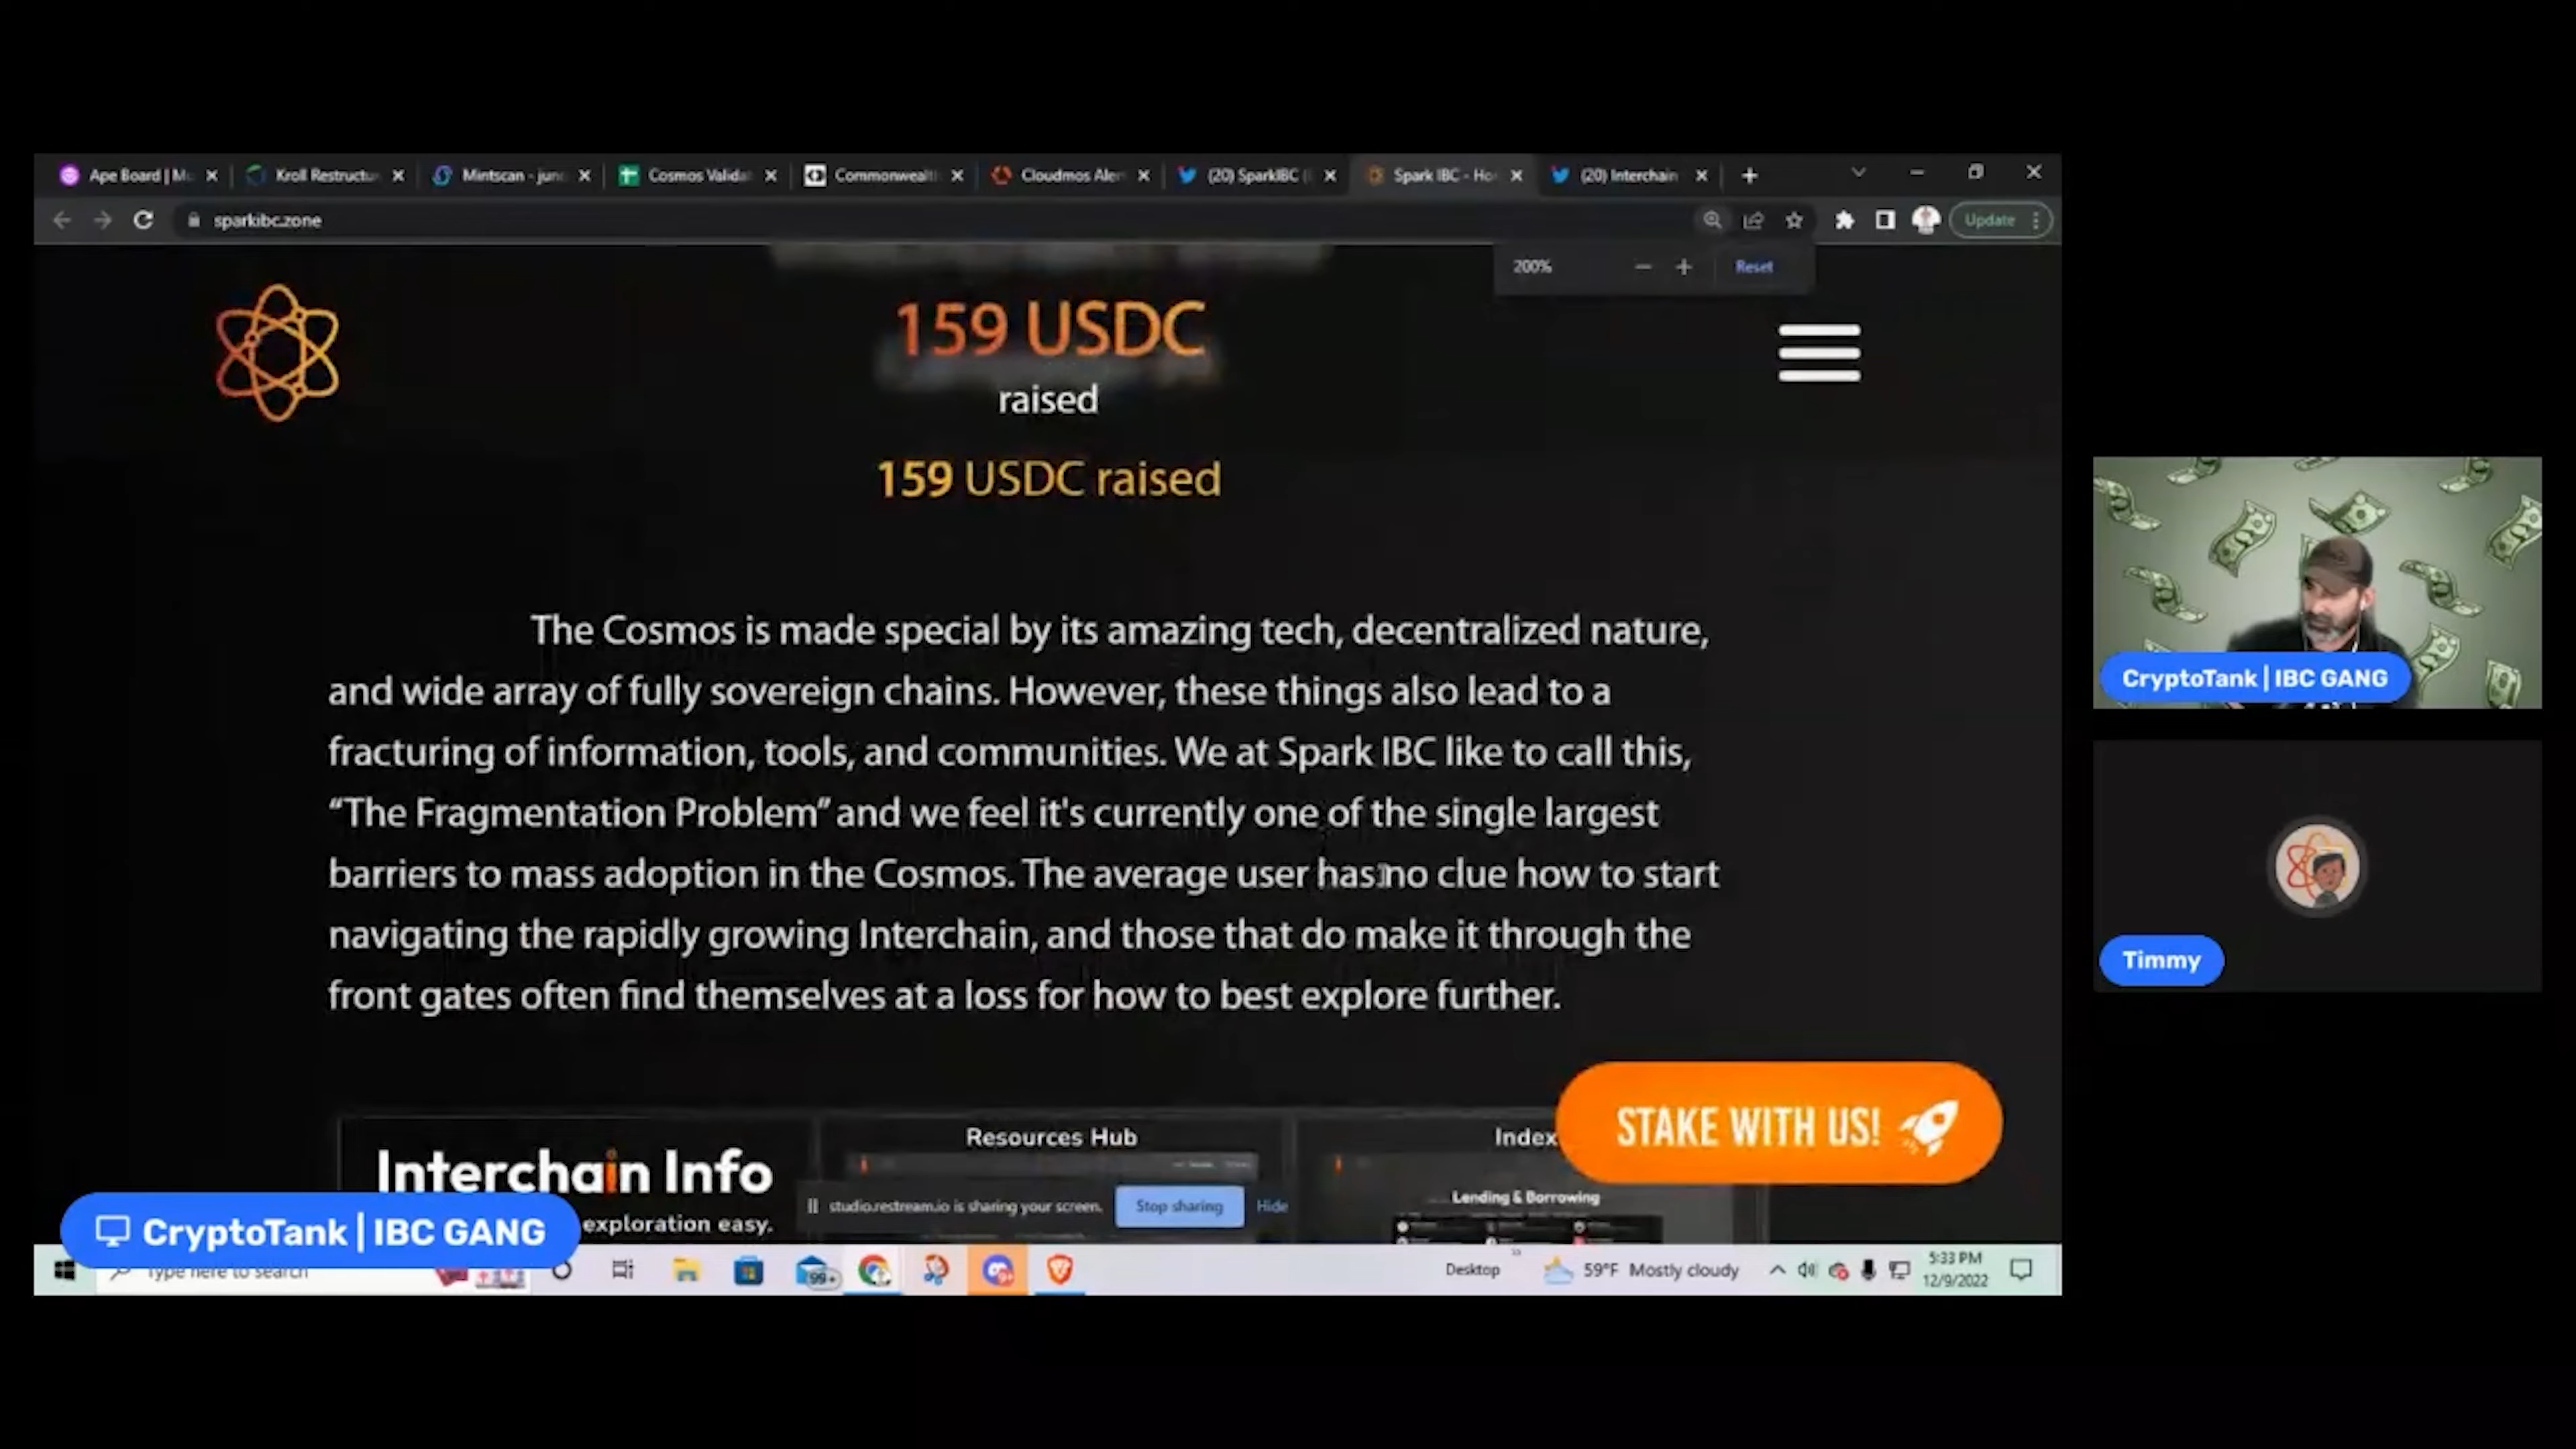 Ape Board | M
Kroll Restructu
Mintscan - jun
Cosmos Valida
Commonwealt
Cloudmos Aler
(20) SparkIBC (
Spark IBC - Ho
(20) Interchain
sparkibc.zone
Update
200%
Reset
159 USDC
raised
159 USDC raised
The Cosmos is made special by its amazing tech, decentralized nature,
and wide array of fully sovereign chains. However, these things also lead to a
fracturing of information, tools, and communities. We at Spark IBC like to call this,
“The Fragmentation Problem” and we feel it's currently one of the single largest
barriers to mass adoption in the Cosmos. The average user has no clue how to start
navigating the rapidly growing Interchain, and those that do make it through the
front gates often find themselves at a loss for how to best explore further.
CryptoTank | IBC GANG
Timmy
STAKE WITH US!
Interchain Info
exploration easy.
Resources Hub
Index
Lending & Borrowing
studio.restream.io is sharing your screen.
Stop sharing
Hide
CryptoTank | IBC GANG
Type here to search
99+
Desktop
59°F Mostly cloudy
5:33 PM
12/9/2022